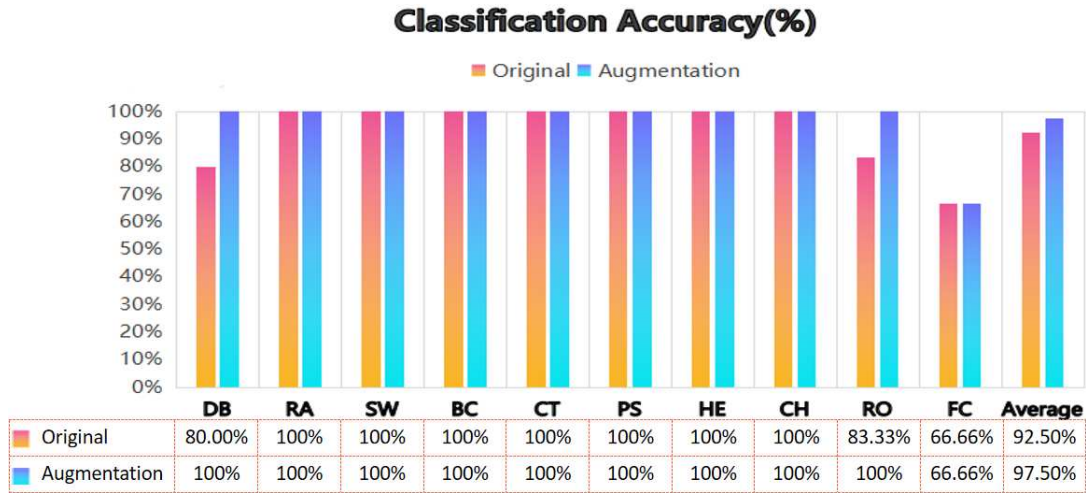 Classification Accuracy(%)
Original Augmentation
100%
90%
80%
70%
60%
50%
40%
30%
20%
10%
0%
DB RA SW BC CT PS HE CH RO FC Average
Original 80.00% 100% 100% 100% 100% 100% 100% 100% 83.33% 66.66% 92.50%
Augmentation 100% 100% 100% 100% 100% 100% 100% 100% 100% 66.66% 97.50%